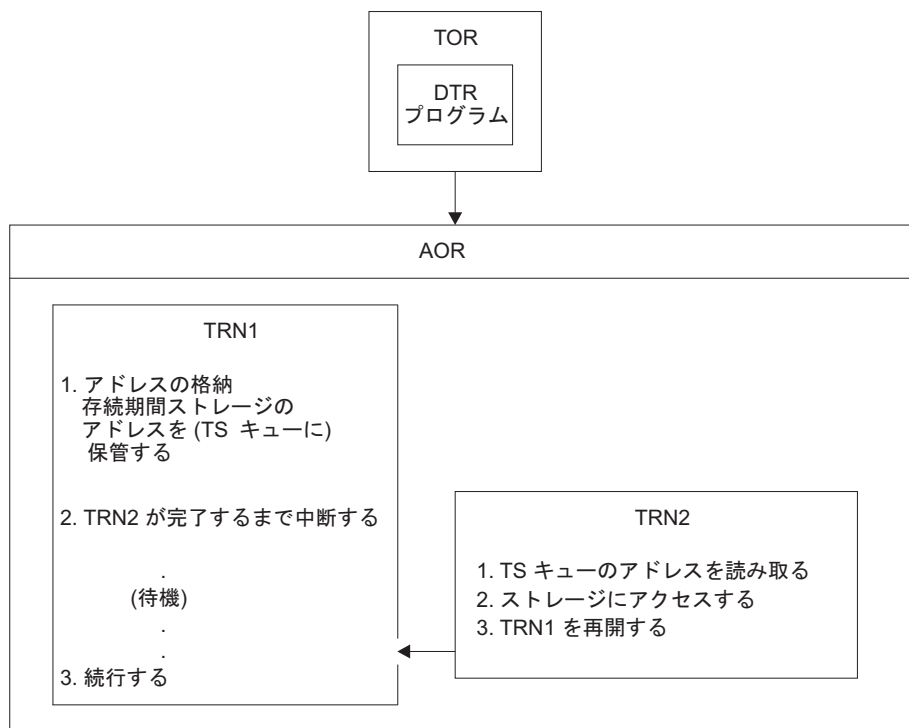 TOR
DTR
プログラム
AOR
TRN1
1. アドレスの格納
存続期間ストレージの
アドレスを (TS キューに)
保管する
2. TRN2 が完了するまで中断する
.
(待機)
.
.
3. 続行する
TRN2
1. TS キューのアドレスを読み取る
2. ストレージにアクセスする
3. TRN1 を再開する